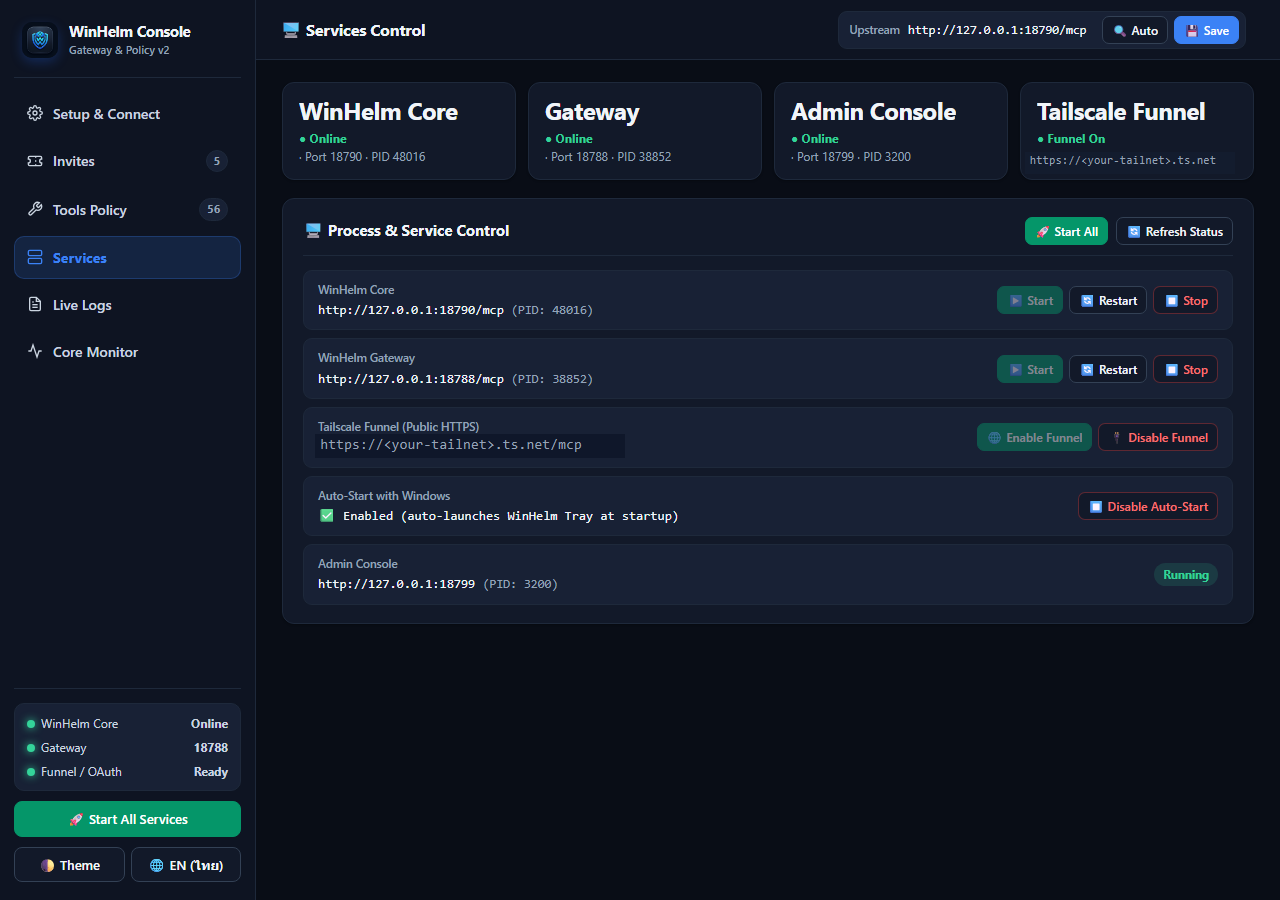 WinHelm Console
Gateway & Policy v2
Setup & Connect
Invites 5
Tools Policy 56
Services
Live Logs
Core Monitor
WinHelm Core Online
Gateway 18788
Funnel / OAuth Ready
🚀 Start All Services
🌓 Theme
🌐 EN (ไทย)
🖥️ Services Control
Upstream http://127.0.0.1:18790/mcp
🔍 Auto
💾 Save
WinHelm Core
● Online
· Port 18790 · PID 48016
Gateway
● Online
· Port 18788 · PID 38852
Admin Console
● Online
· Port 18799 · PID 3200
Tailscale Funnel
● Funnel On
https://<your-tailnet>.ts.net
🖥️ Process & Service Control
🚀 Start All
🔄 Refresh Status
WinHelm Core
http://127.0.0.1:18790/mcp (PID: 48016)
▶️ Start
🔄 Restart
⏹️ Stop
WinHelm Gateway
http://127.0.0.1:18788/mcp (PID: 38852)
▶️ Start
🔄 Restart
⏹️ Stop
Tailscale Funnel (Public HTTPS)
https://<your-tailnet>.ts.net/mcp
🌐 Enable Funnel
Disable Funnel
Auto-Start with Windows
✅ Enabled (auto-launches WinHelm Tray at startup)
⏹️ Disable Auto-Start
Admin Console
http://127.0.0.1:18799 (PID: 3200)
Running